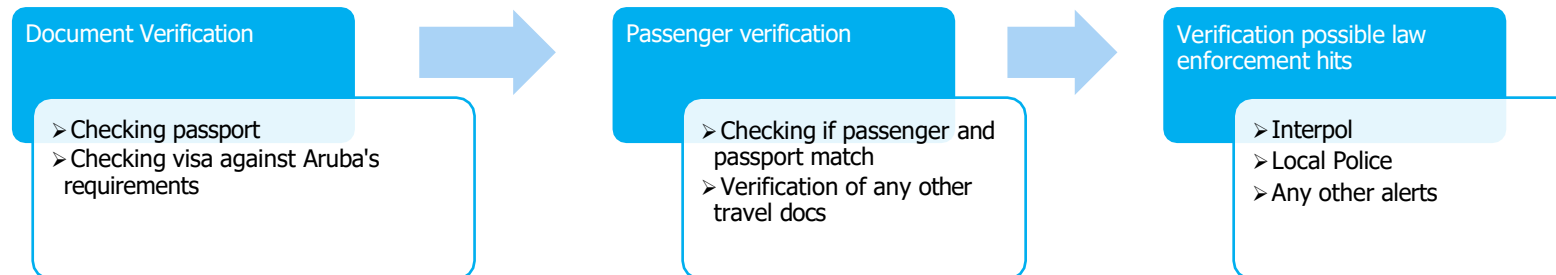 Document Verification
➢Checking passport
➢Checking visa against Aruba's
requirements
Passenger verification
➢Checking if passenger and
passport match
➢Verification of any other
travel docs
Verification possible law
enforcement hits
➢Interpol
➢Local Police
➢Any other alerts